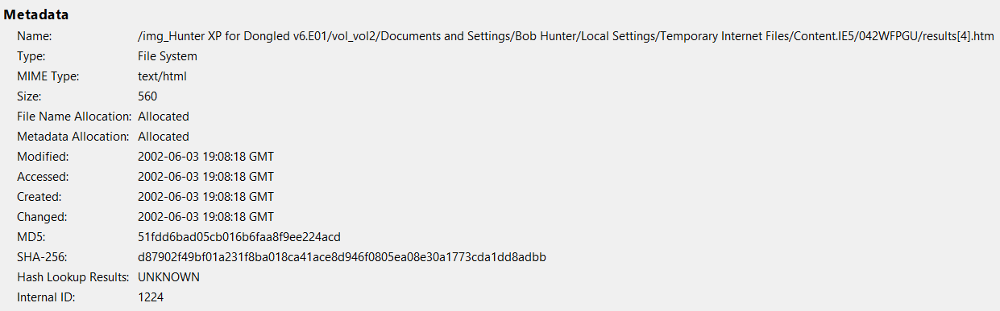 Metadata
Name: /img_Hunter XP for Dongled v6.E01/vol_vol2/Documents and Settings/Bob Hunter/Local Settings/Temporary Internet Files/Content.IE5/042WFPGU/results[4].htm
Type: File System
MIME Type: text/html
Size: 560
File Name Allocation: Allocated
Metadata Allocation: Allocated
Modified: 2002-06-03 19:08:18 GMT
Accessed: 2002-06-03 19:08:18 GMT
Created: 2002-06-03 19:08:18 GMT
Changed: 2002-06-03 19:08:18 GMT
MD5: 51fdd6bad05cb016b6faa8f9ee224acd
SHA-256: d87902f49bf01a231f8ba018ca41ace8d946f0805ea08e30a1773cda1dd8adbb
Hash Lookup Results: UNKNOWN
Internal ID: 1224